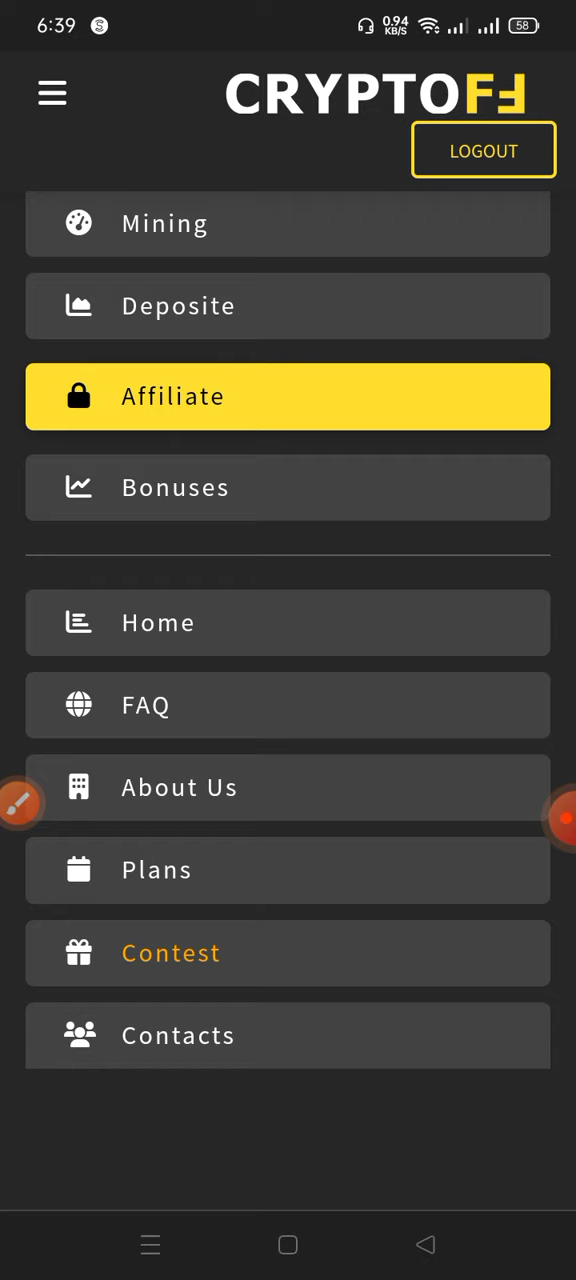 6:39
0.94
KB/S
58
CRYPTOFF
LOGOUT
Mining
Deposite
Affiliate
Bonuses
Home
FAQ
About Us
Plans
Contest
Contacts